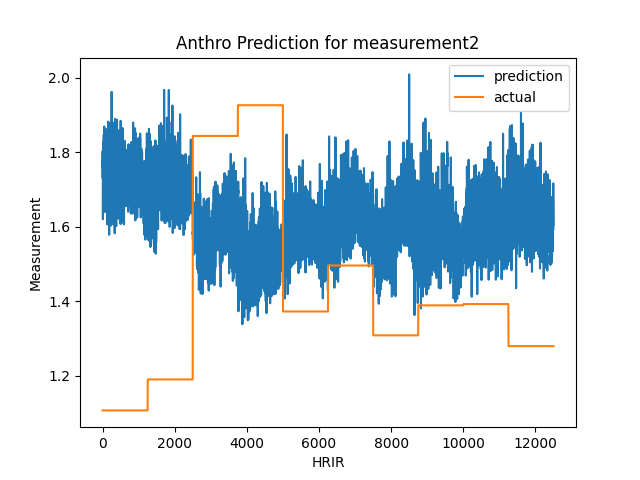 Anthro Prediction for measurement2
prediction
actual
2.0
1.8
1.6
1.4
1.2
Measurement
0 2000 4000 6000 8000 10000 12000
HRIR